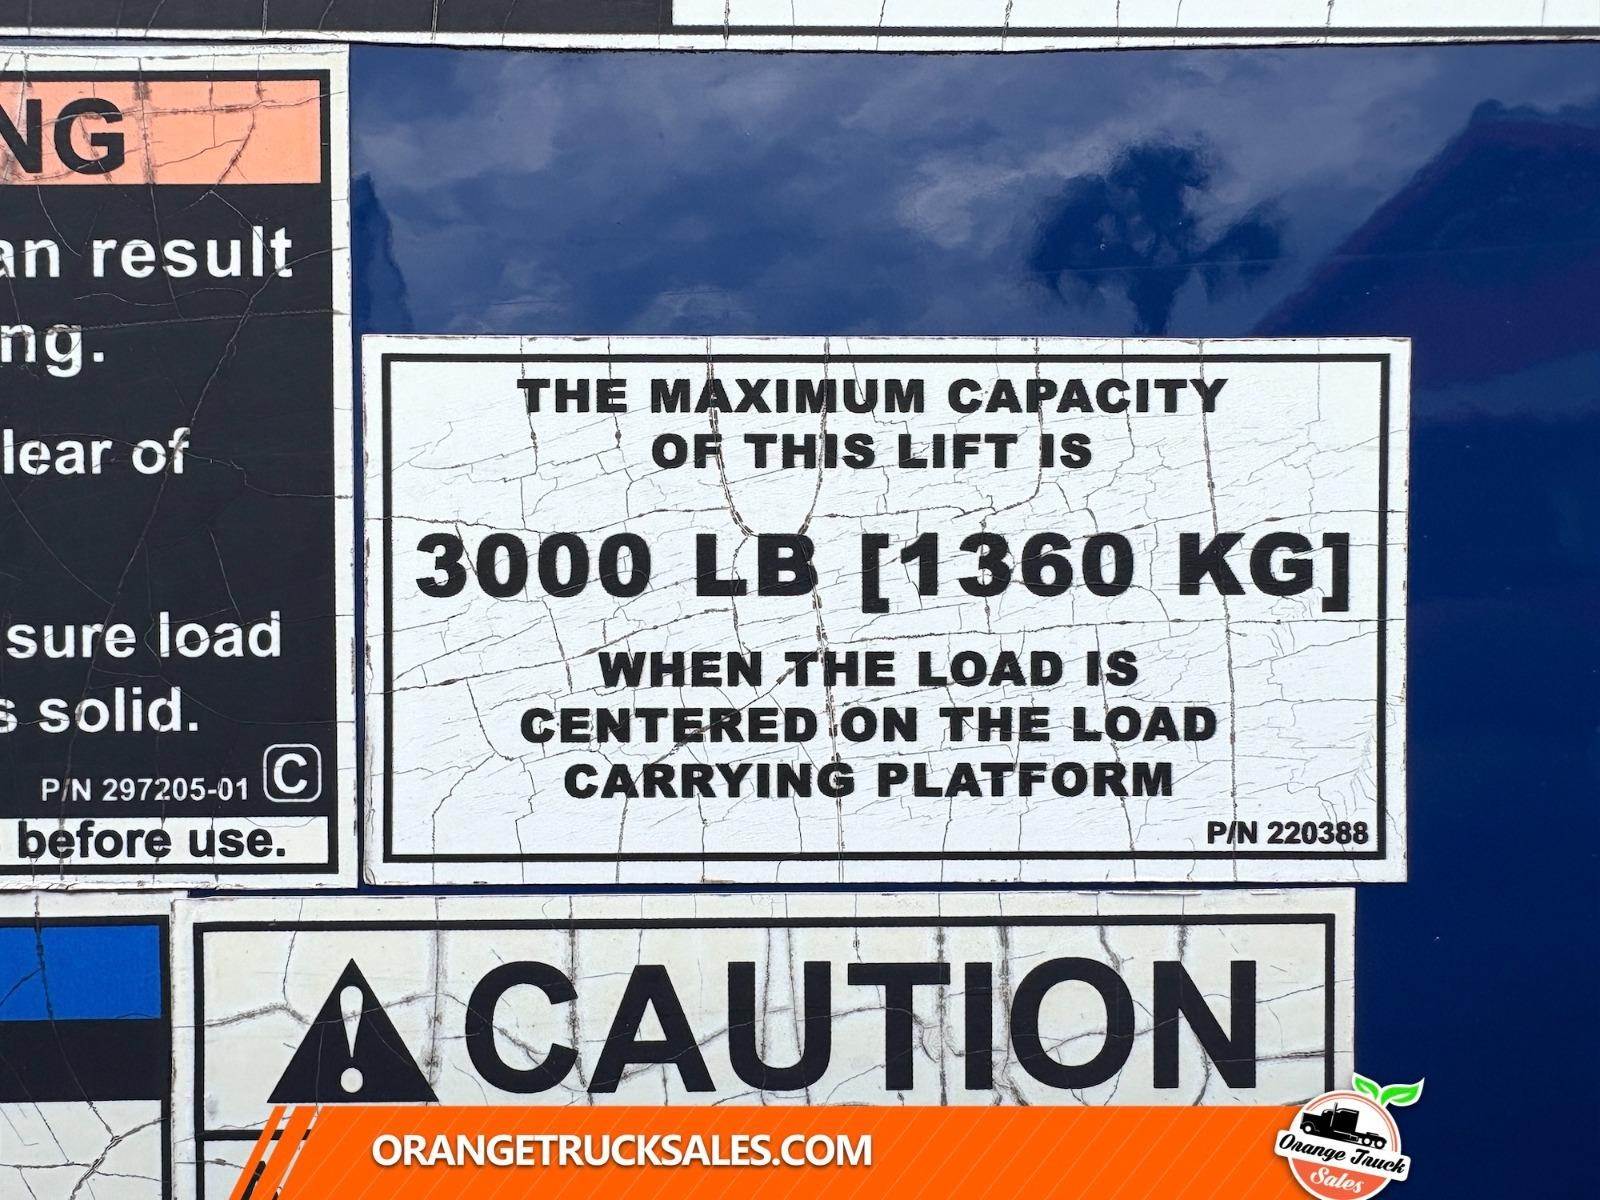 NG
an result
ng.
lear of
sure load
s solid.
P/N 297205-01 C
before use.
THE MAXIMUM CAPACITY
OF THIS LIFT IS
3000 LB [1360 KG]
WHEN THE LOAD IS
CENTERED ON THE LOAD
CARRYING PLATFORM
P/N 220388
CAUTION
ORANGETRUCKSALES.COM
Orange Truck
Sales